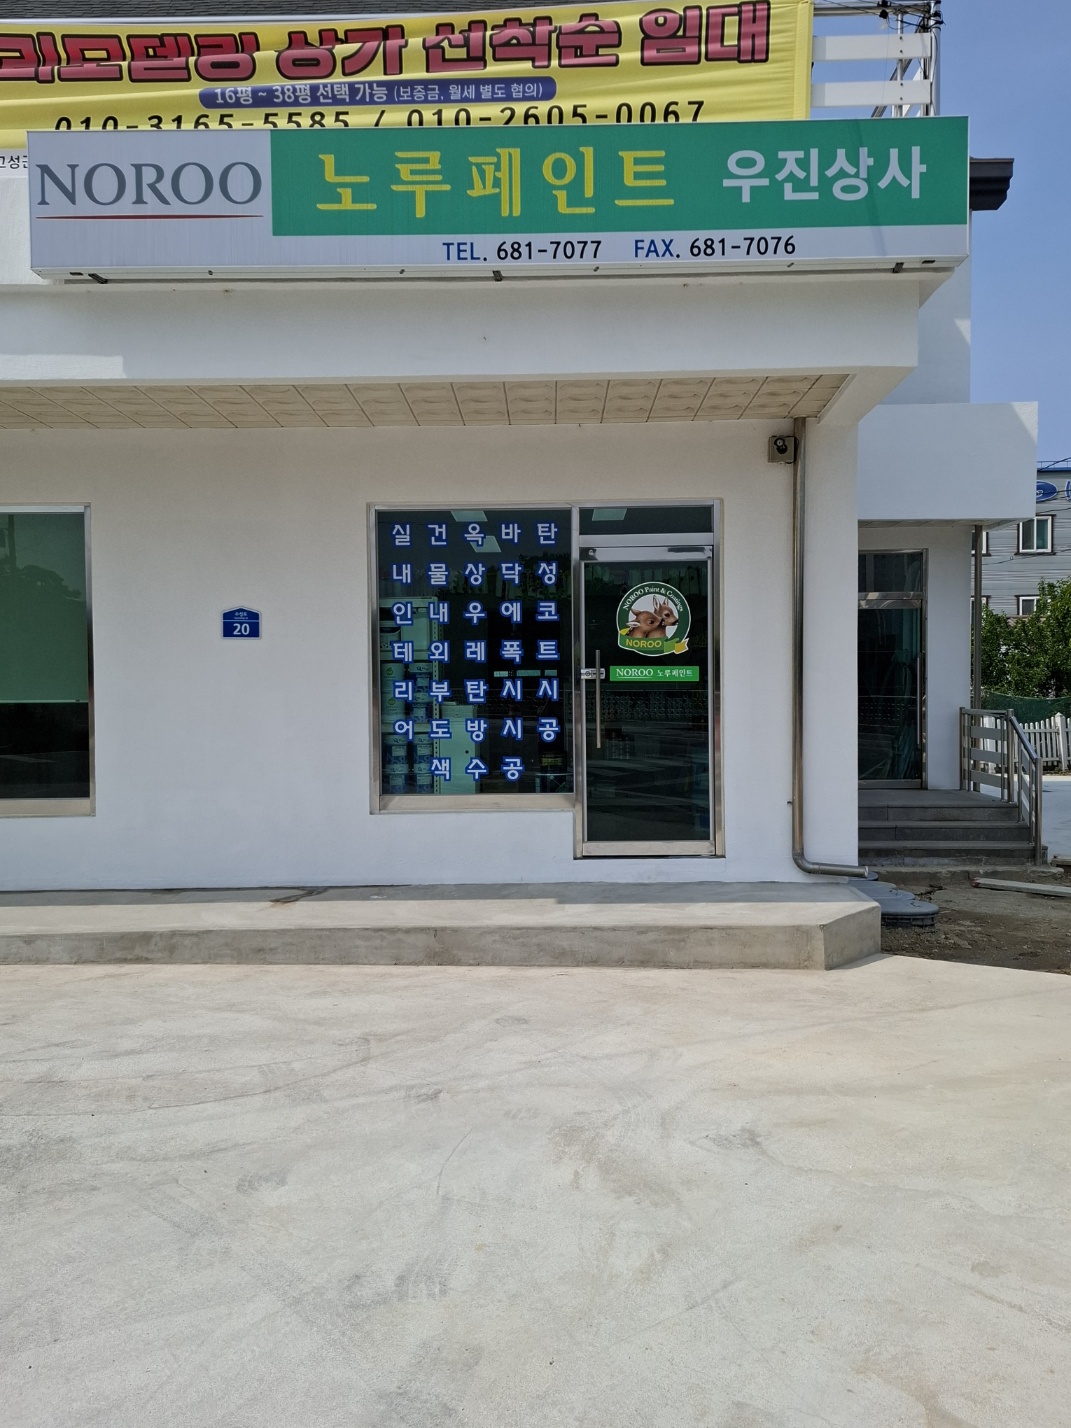 리모델링 상가 선착순 임대
16평 ~ 38평 선택 가능 (보증금, 월세 별도 협의)
010-3165-5585 / 010-2605-0067
NOROO 노루페인트 우진상사
TEL. 681-7077 FAX. 681-7076
실내인테리어
건물내외부도색
옥상우레탄방수
바닥에폭시시공
탄성코트시공
20
NOROO Paint & Coatings
NOROO
NOROO 노루페인트